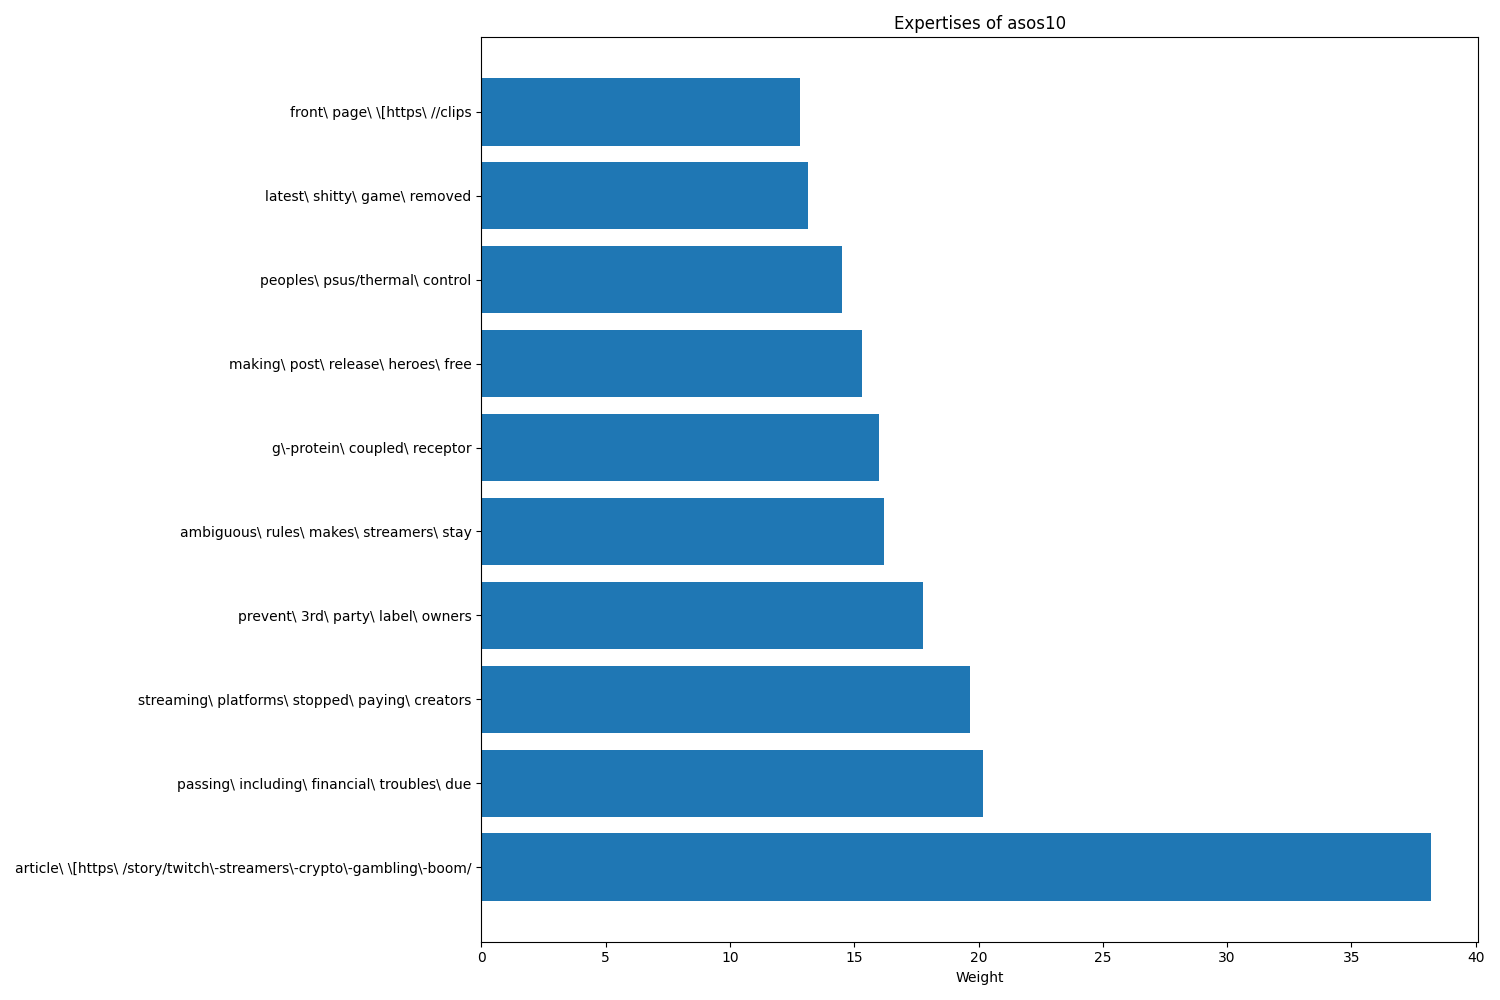 Expertises of asos10
front\ page\ \[https\ //clips
latest\ shitty\ game\ removed
peoples\ psus/thermal\ control
making\ post\ release\ heroes\ free
g\-protein\ coupled\ receptor
ambiguous\ rules\ makes\ streamers\ stay
prevent\ 3rd\ party\ label\ owners
streaming\ platforms\ stopped\ paying\ creators
passing\ including\ financial\ troubles\ due
article\ \[https\ /story/twitch\-streamers\-crypto\-gambling\-boom/
0 5 10 15 20 25 30 35 40
Weight